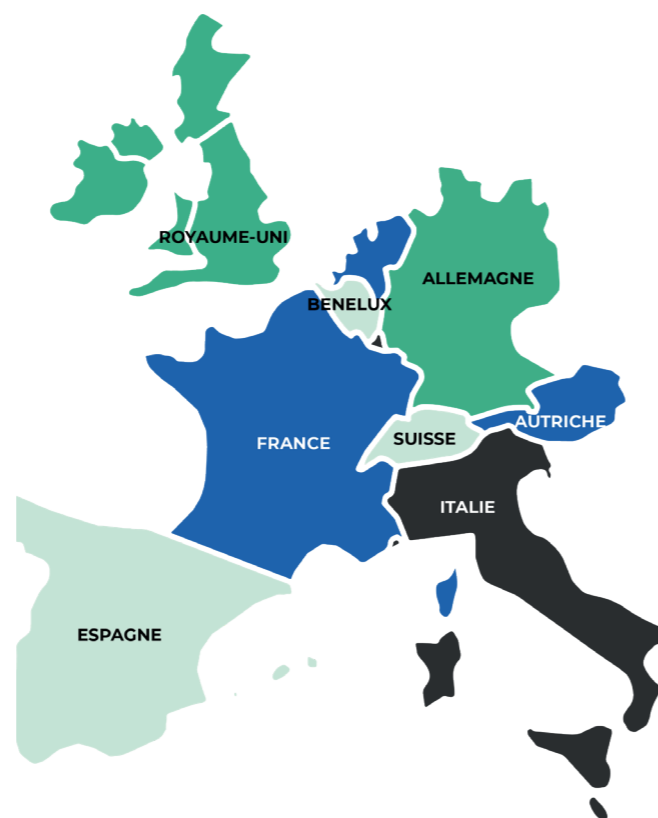 ROYAUME-UNI
ALLEMAGNE
BENELUX
AUTRICHE
SUISSE
FRANCE
ITALIE
ESPAGNE